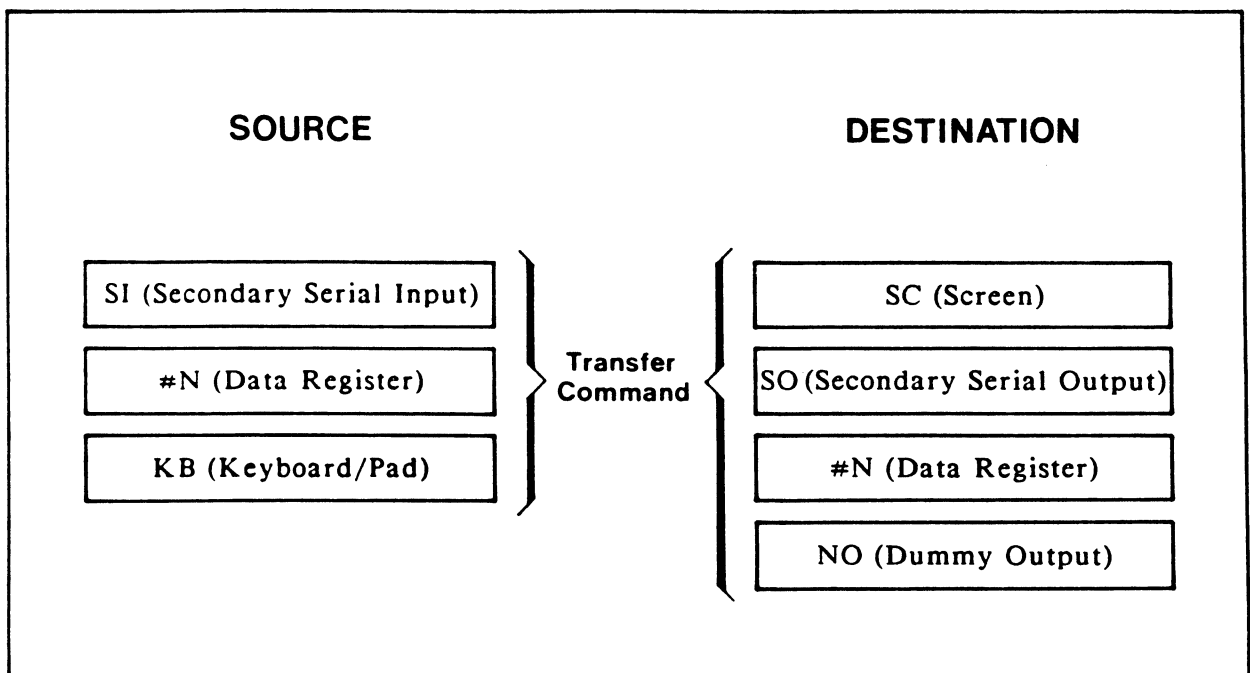 SOURCE
DESTINATION
SI (Secondary Serial Input)
#N (Data Register)
KB (Keyboard/Pad)
Transfer
Command
SC (Screen)
SO (Secondary Serial Output)
#N (Data Register)
NO (Dummy Output)